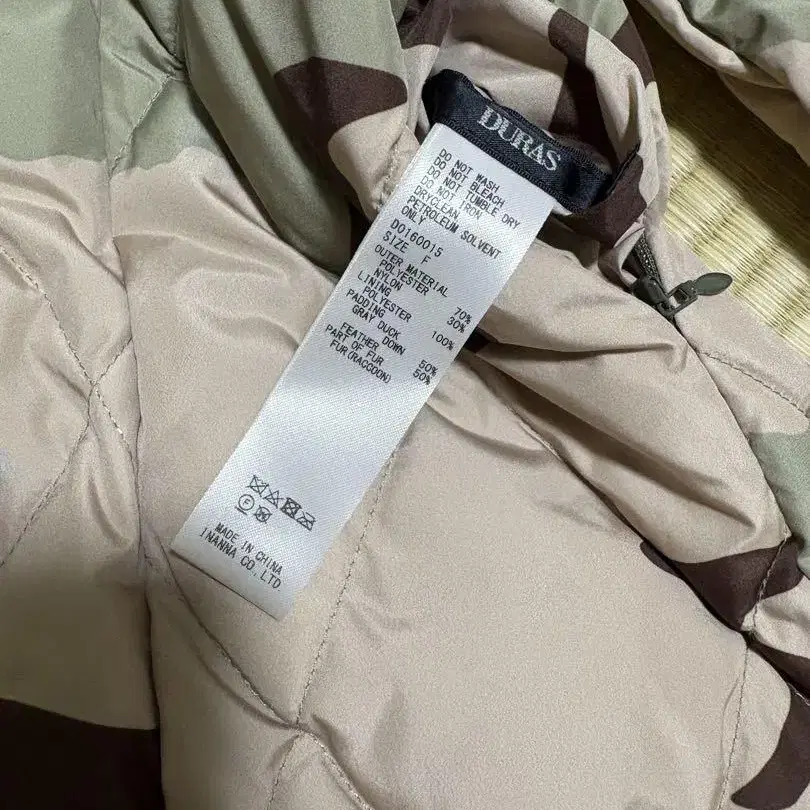 DURAS
DO NOT WASH
DO NOT BLEACH
DO NOT TUMBLE DRY
DO NOT IRON
DRYCLEAN
PETROLEUM SOLVENT
ONLY
D0160015
SIZE F
OUTER MATERIAL
POLYESTER 70%
NYLON 30%
LINING
POLYESTER 100%
PADDING
GRAY DUCK
DOWN 50%
FEATHER 50%
PART OF FUR
FUR(RACCOON)
F
MADE IN CHINA
INANNA CO.,LTD.